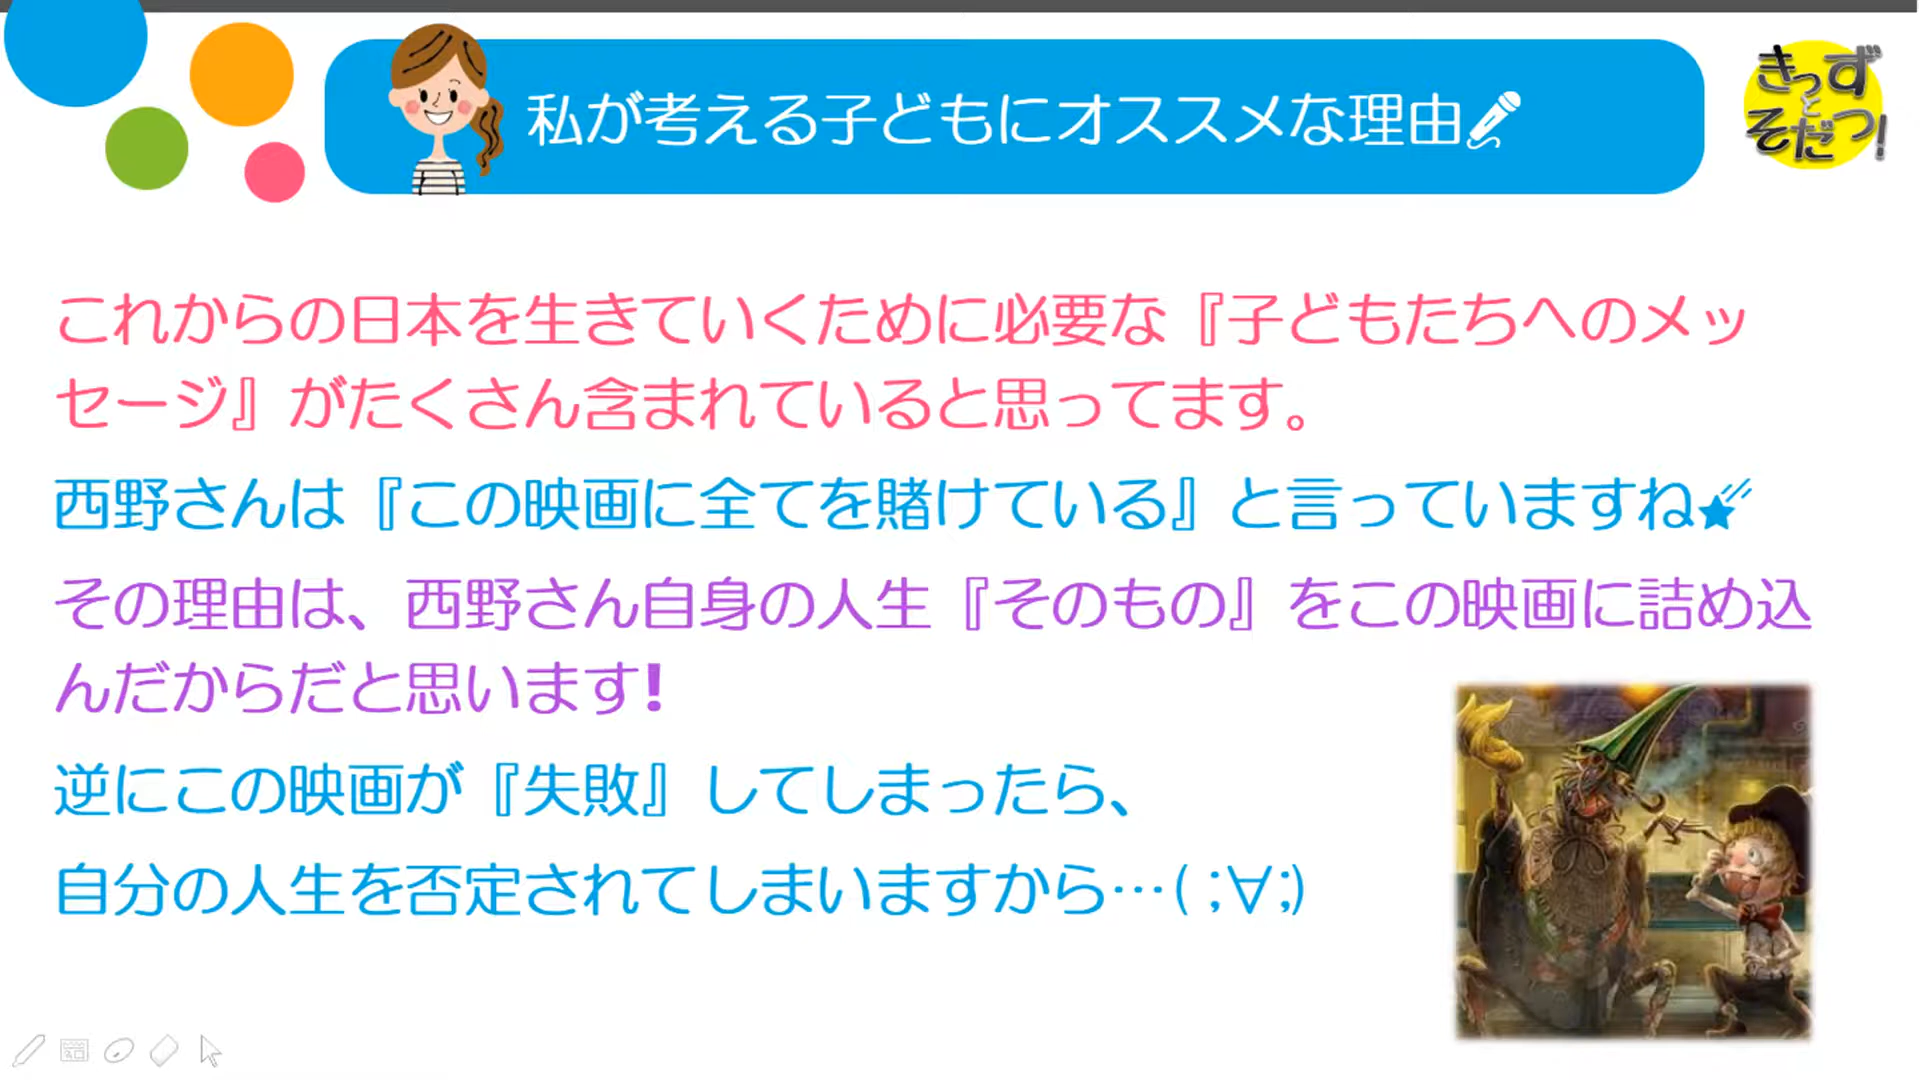 私が考える子どもにオススメな理由🎤
きっず
と
そだつ!
これからの日本を生きていくために必要な『子どもたちへのメッ
セージ』がたくさん含まれていると思ってます。
西野さんは『この映画に全てを賭けている』と言っていますね🌠
その理由は、西野さん自身の人生『そのもの』をこの映画に詰め込
んだからだと思います❗
逆にこの映画が『失敗』してしまったら、
自分の人生を否定されてしまいますから…( ;∀;)